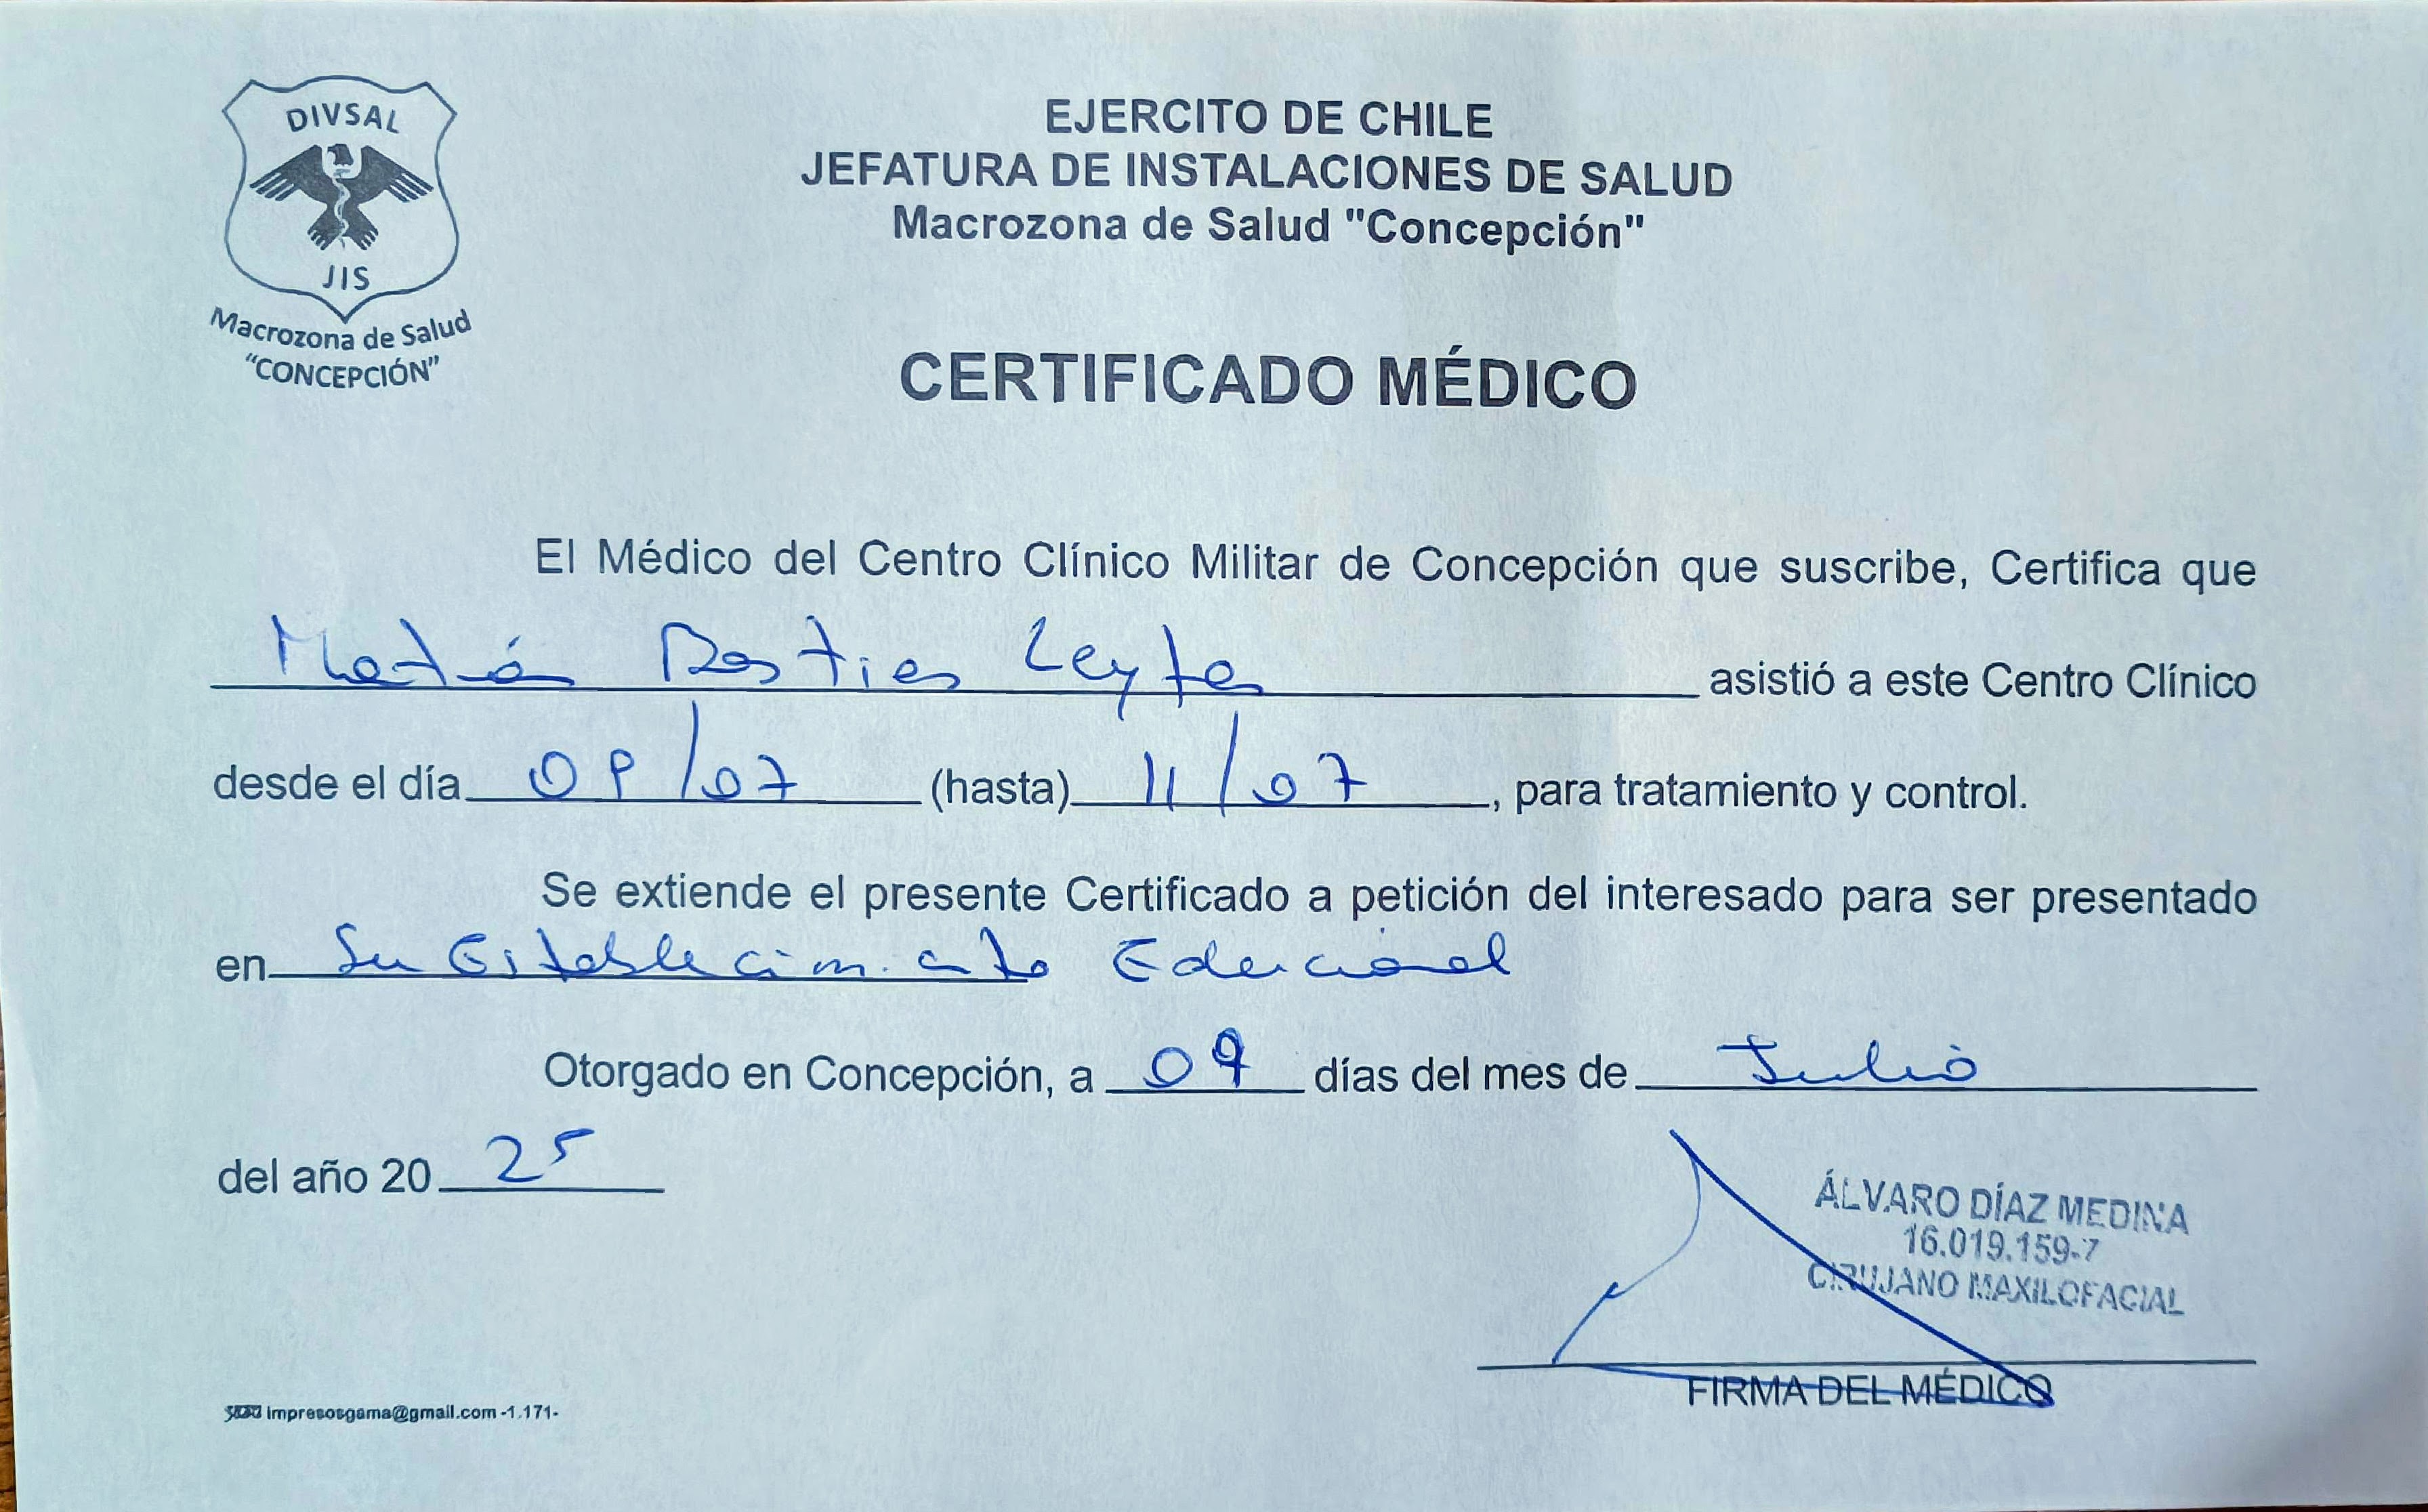 DIVSAL
JIS
Macrozona de Salud
"CONCEPCIÓN"
EJERCITO DE CHILE
JEFATURA DE INSTALACIONES DE SALUD
Macrozona de Salud "Concepción"
CERTIFICADO MÉDICO
El Médico del Centro Clínico Militar de Concepción que suscribe, Certifica que
asistió a este Centro Clínico
desde el día 09/07 (hasta) 11/07, para tratamiento y control.
Se extiende el presente Certificado a petición del interesado para ser presentado
en Su Establecimiento Educacional
Otorgado en Concepción, a 09 días del mes de Julio
del año 20 25
ÁLVARO DÍAZ MEDINA
16.019.159-7
CIRUJANO MAXILOFACIAL
FIRMA DEL MÉDICO
impresosgama@gmail.com -1.171-